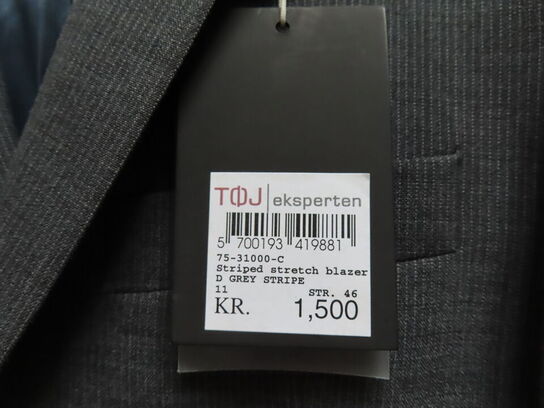 TØJ eksperten
5 700193 419881
75-31000-C
Striped stretch blazer
D GREY STRIPE
11 STR. 46
KR. 1,500